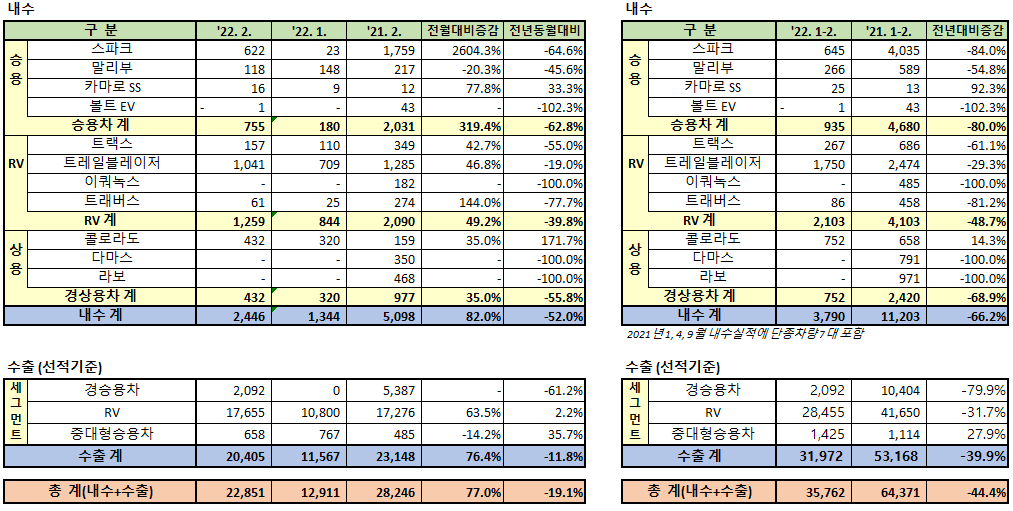 내수
구 분 '22. 2. '22. 1. '21. 2. 전월대비증감 전년동월대비
승용 스파크 622 23 1,759 2604.3% -64.6%
말리부 118 148 217 -20.3% -45.6%
카마로 SS 16 9 12 77.8% 33.3%
볼트 EV - 1 - 43 - -102.3%
승용차 계 755 180 2,031 319.4% -62.8%
RV 트랙스 157 110 349 42.7% -55.0%
트레일블레이저 1,041 709 1,285 46.8% -19.0%
이쿼녹스 - - 182 - -100.0%
트래버스 61 25 274 144.0% -77.7%
RV 계 1,259 844 2,090 49.2% -39.8%
상용 콜로라도 432 320 159 35.0% 171.7%
다마스 - - 350 - -100.0%
라보 - - 468 - -100.0%
경상용차 계 432 320 977 35.0% -55.8%
내수 계 2,446 1,344 5,098 82.0% -52.0%
내수
구 분 '22. 1-2. '21. 1-2. 전년대비증감
승용 스파크 645 4,035 -84.0%
말리부 266 589 -54.8%
카마로 SS 25 13 92.3%
볼트 EV - 1 43 -102.3%
승용차 계 935 4,680 -80.0%
RV 트랙스 267 686 -61.1%
트레일블레이저 1,750 2,474 -29.3%
이쿼녹스 - 485 -100.0%
트래버스 86 458 -81.2%
RV 계 2,103 4,103 -48.7%
상용 콜로라도 752 658 14.3%
다마스 - 791 -100.0%
라보 - 971 -100.0%
경상용차 계 752 2,420 -68.9%
내수 계 3,790 11,203 -66.2%
2021년 1, 4, 9월 내수실적에 단종차량 7대 포함
수출 (선적기준)
세그먼트 경승용차 2,092 0 5,387 - -61.2%
RV 17,655 10,800 17,276 63.5% 2.2%
중대형승용차 658 767 485 -14.2% 35.7%
수출 계 20,405 11,567 23,148 76.4% -11.8%
총 계(내수+수출) 22,851 12,911 28,246 77.0% -19.1%
수출 (선적기준)
세그먼트 경승용차 2,092 10,404 -79.9%
RV 28,455 41,650 -31.7%
중대형승용차 1,425 1,114 27.9%
수출 계 31,972 53,168 -39.9%
총 계(내수+수출) 35,762 64,371 -44.4%